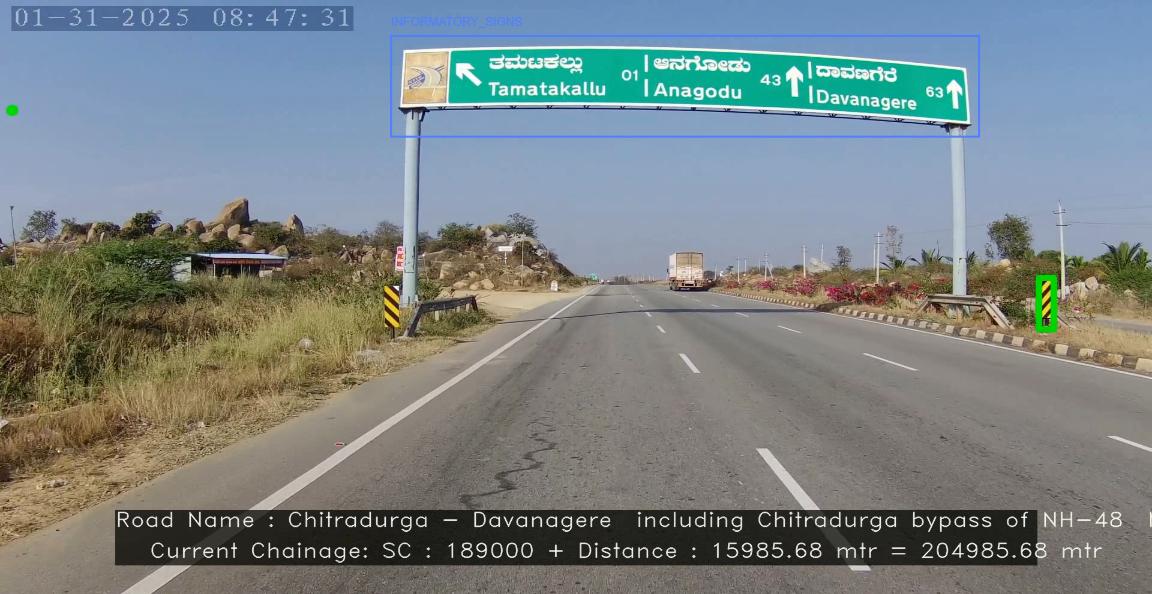 01-31-2025 08:47:31
INFORMATORY_SIGNS
ತಮಟಕಲ್ಲು
Tamatakallu
01
ಆನಗೋಡು
Anagodu
43
ದಾವಣಗೆರೆ
Davanagere
63
Road Name : Chitradurga - Davanagere including Chitradurga bypass of NH-48
Current Chainage: SC : 189000 + Distance : 15985.68 mtr = 204985.68 mtr